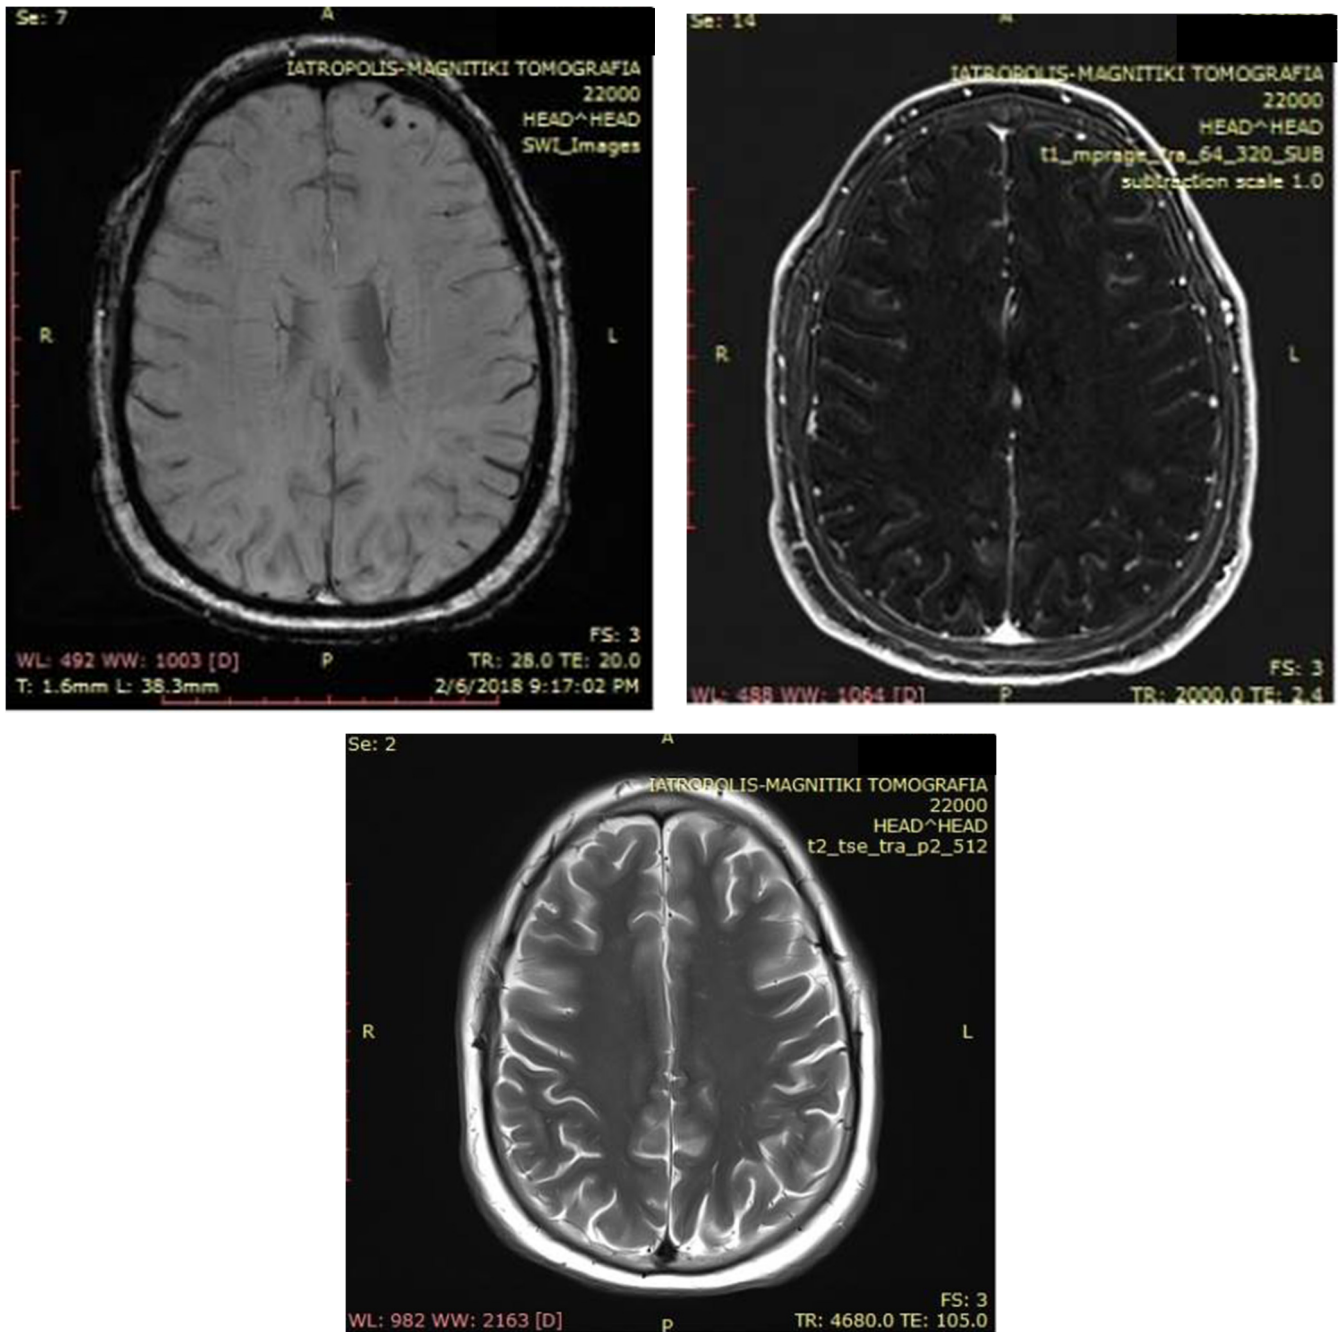 Se: 7
A
IATROPOLIS-MAGNITIKI TOMOGRAFIA
22000
HEAD^HEAD
SWI_Images
R
L
FS: 3
WL: 492 WW: 1003 [D]
P
TR: 28.0 TE: 20.0
T: 1.6mm L: 38.3mm
2/6/2018 9:17:02 PM
Se: 14
A
IATROPOLIS-MAGNITIKI TOMOGRAFIA
22000
HEAD^HEAD
t1_mprage_tra_64_320_SUB
subtraction scale 1.0
R
L
FS: 3
WL: 488 WW: 1064 [D]
P
TR: 2000.0 TE: 2.4
Se: 2
A
IATROPOLIS-MAGNITIKI TOMOGRAFIA
22000
HEAD^HEAD
t2_tse_tra_p2_512
R
L
FS: 3
WL: 982 WW: 2163 [D]
P
TR: 4680.0 TE: 105.0